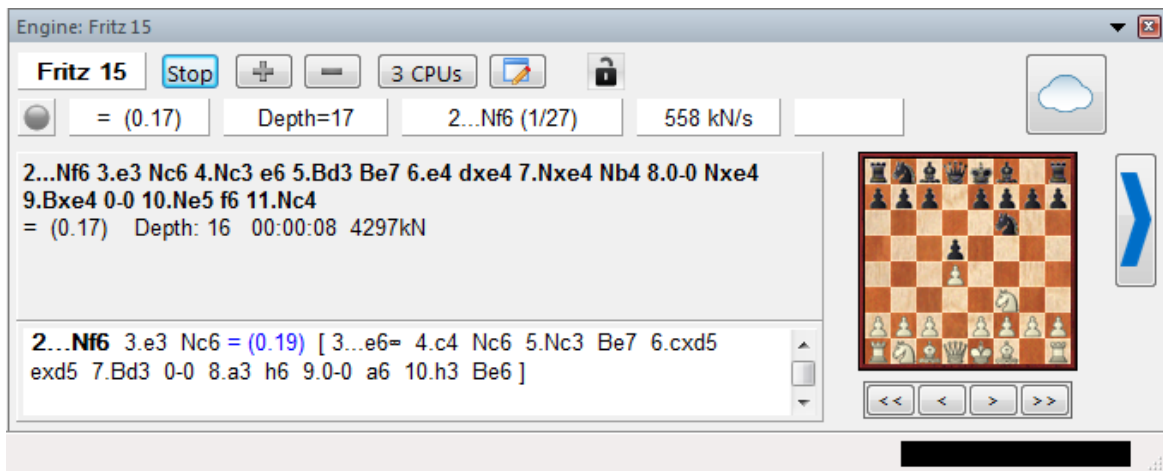 Engine: Fritz 15
Fritz 15 Stop 3 CPUs
= (0.17) Depth=17 2...Nf6 (1/27) 558 kN/s
2...Nf6 3.e3 Nc6 4.Nc3 e6 5.Bd3 Be7 6.e4 dxe4 7.Nxe4 Nb4 8.0-0 Nxe4
9.Bxe4 0-0 10.Ne5 f6 11.Nc4
= (0.17) Depth: 16 00:00:08 4297kN
2...Nf6 3.e3 Nc6 = (0.19) [ 3...e6= 4.c4 Nc6 5.Nc3 Be7 6.cxd5
exd5 7.Bd3 0-0 8.a3 h6 9.0-0 a6 10.h3 Be6 ]
<< < > >>